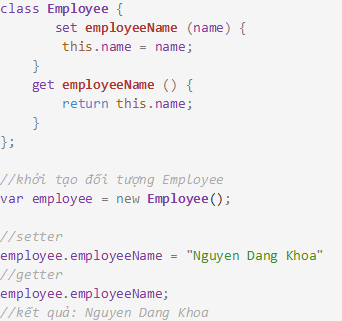 class Employee {
set employeeName (name) {
this.name = name;
}
get employeeName () {
return this.name;
}
};
//khởi tạo đối tượng Employee
var employee = new Employee();
//setter
employee.employeeName = "Nguyen Dang Khoa"
//getter
employee.employeeName;
//kết quả: Nguyen Dang Khoa